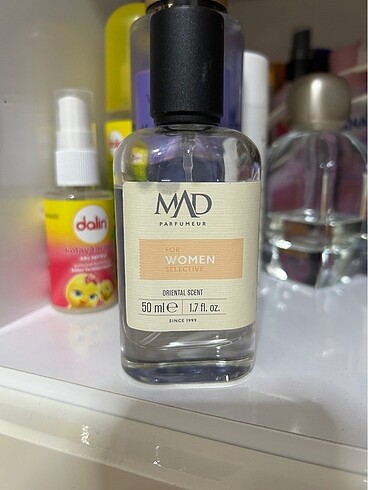 MAD
PARFUMEUR
FOR
WOMEN
SELECTIVE
ORIENTAL SCENT
50 ml ℮ 1.7 fl. oz.
SINCE 1999
dalin